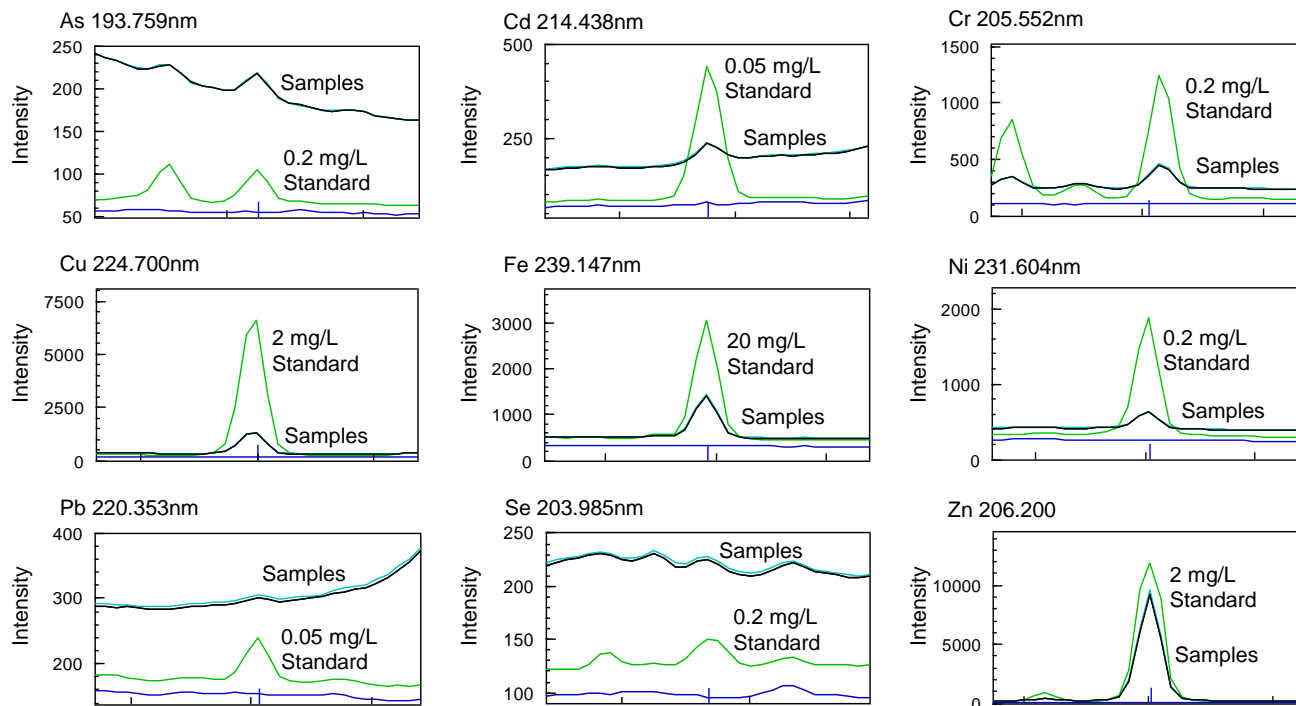 As 193.759nm
250
200
150
100
50
Intensity
Samples
0.2 mg/L
Standard
Cd 214.438nm
500
250
Intensity
0.05 mg/L
Standard
Samples
Cr 205.552nm
1500
1000
500
0
Intensity
0.2 mg/L
Standard
Samples
Cu 224.700nm
7500
5000
2500
0
Intensity
2 mg/L
Standard
Samples
Fe 239.147nm
3000
2000
1000
0
Intensity
20 mg/L
Standard
Samples
Ni 231.604nm
2000
1000
0
Intensity
0.2 mg/L
Standard
Samples
Pb 220.353nm
400
300
200
Intensity
Samples
0.05 mg/L
Standard
Se 203.985nm
250
200
150
100
Intensity
Samples
0.2 mg/L
Standard
Zn 206.200
10000
5000
0
Intensity
2 mg/L
Standard
Samples